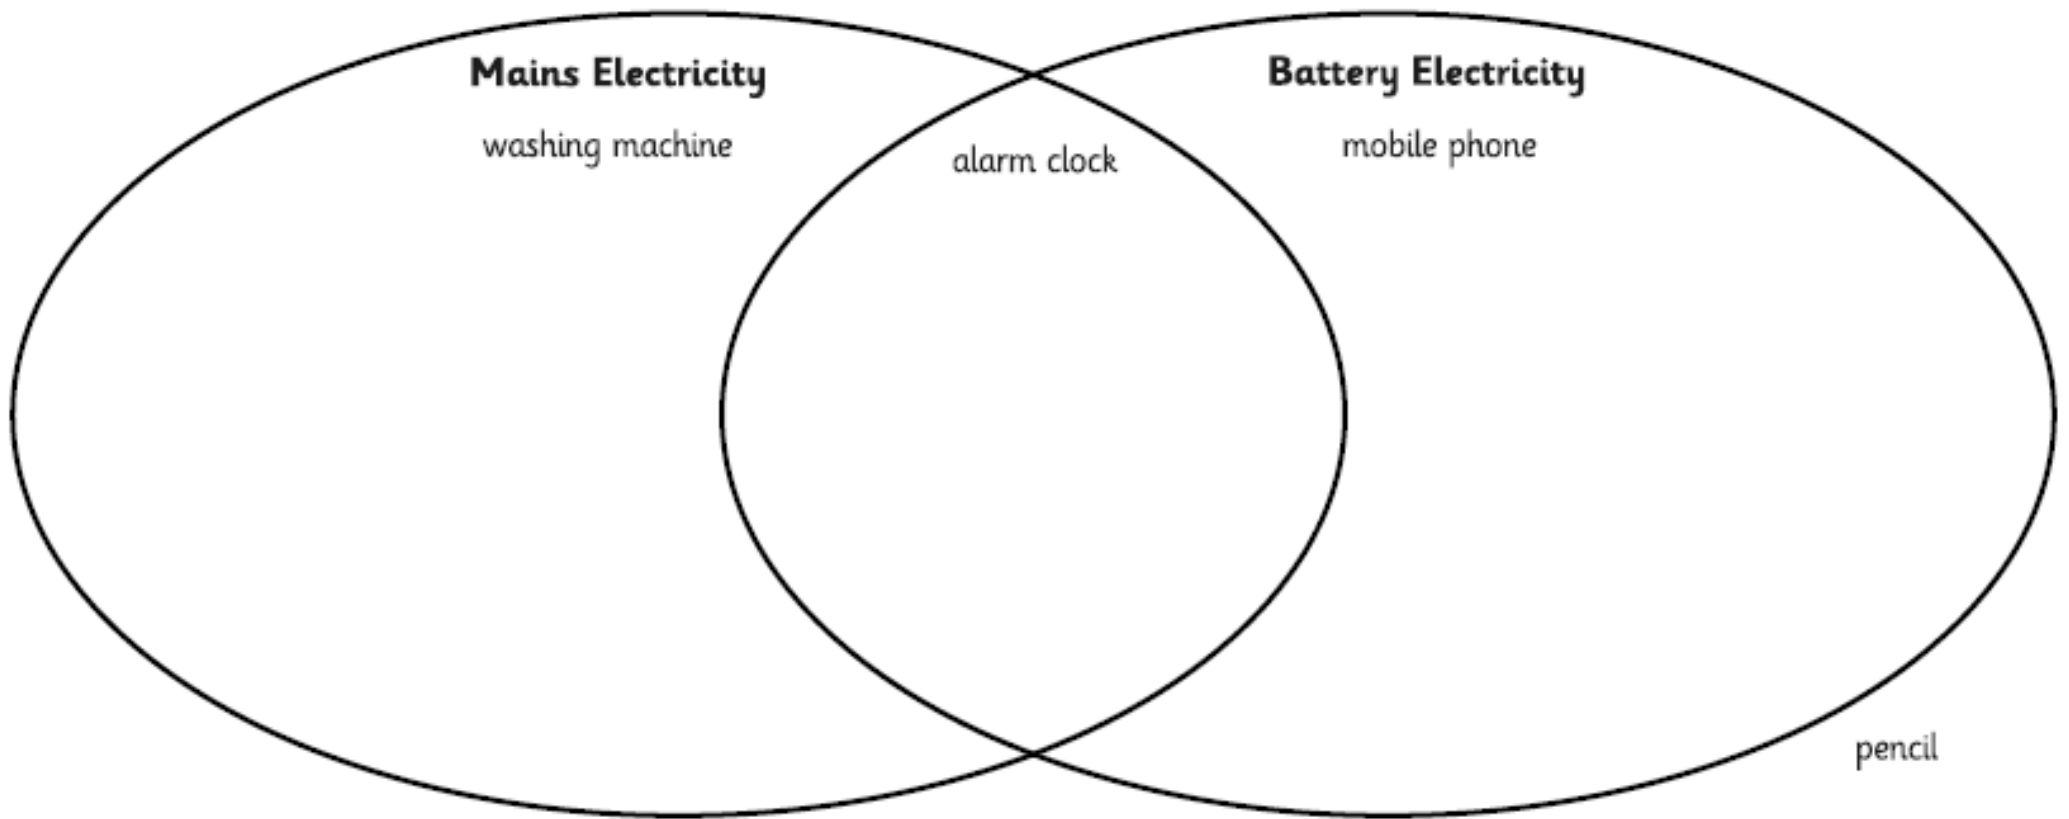 Mains Electricity
washing machine
alarm clock
Battery Electricity
mobile phone
pencil